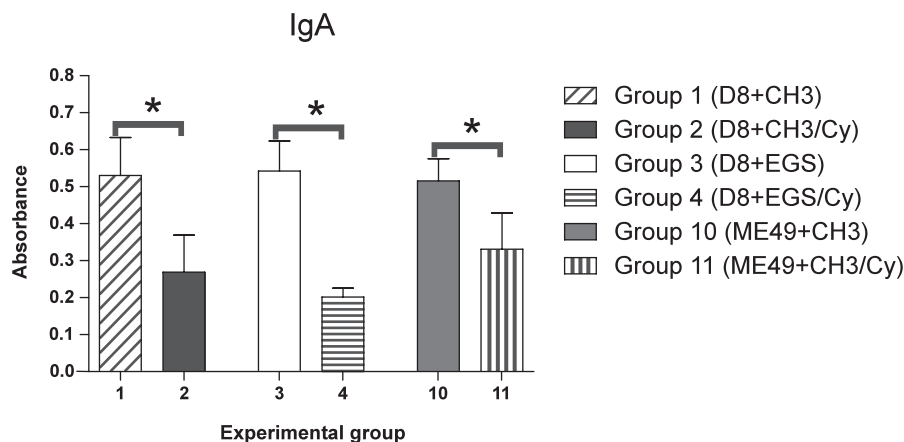 IgA
0.8
0.7
0.6
0.5
0.4
0.3
0.2
0.1
0.0
Absorbance
*
*
*
1 2 3 4 10 11
Experimental group
Group 1 (D8+CH3)
Group 2 (D8+CH3/Cy)
Group 3 (D8+EGS)
Group 4 (D8+EGS/Cy)
Group 10 (ME49+CH3)
Group 11 (ME49+CH3/Cy)